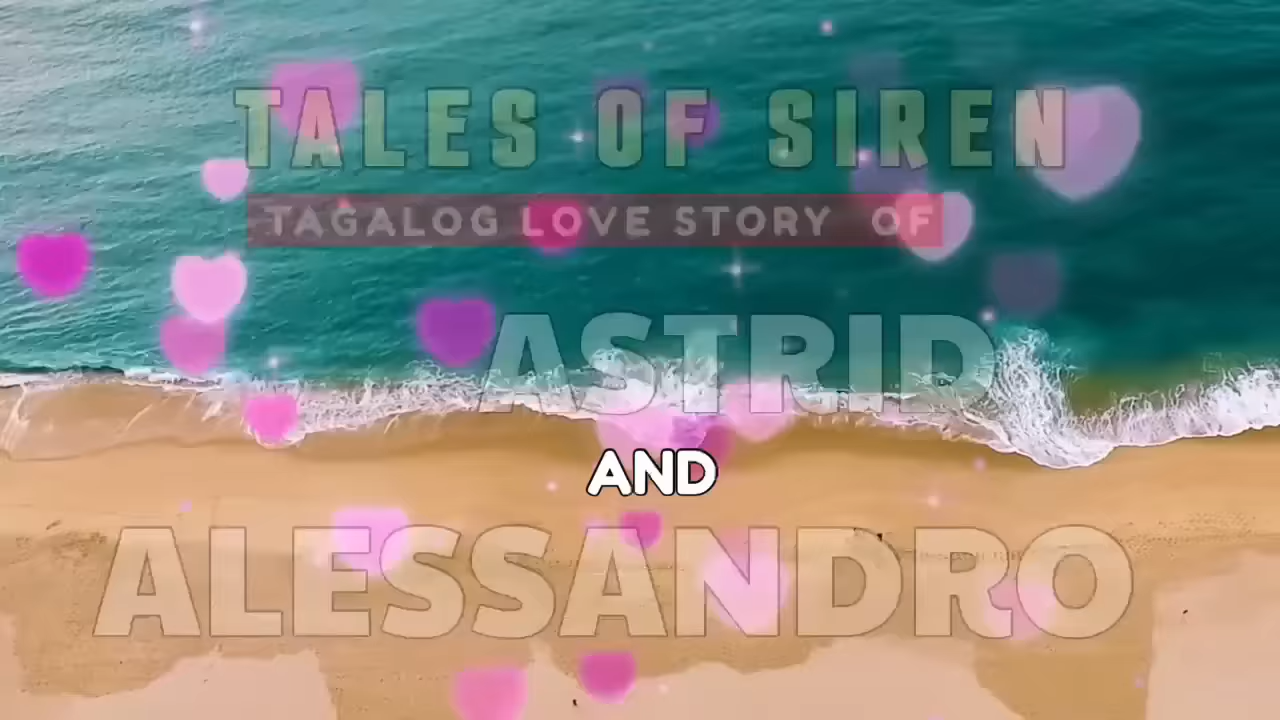 TALES OF SIREN
TAGALOG LOVE STORY OF
ASTRID
AND
ALESSANDRO